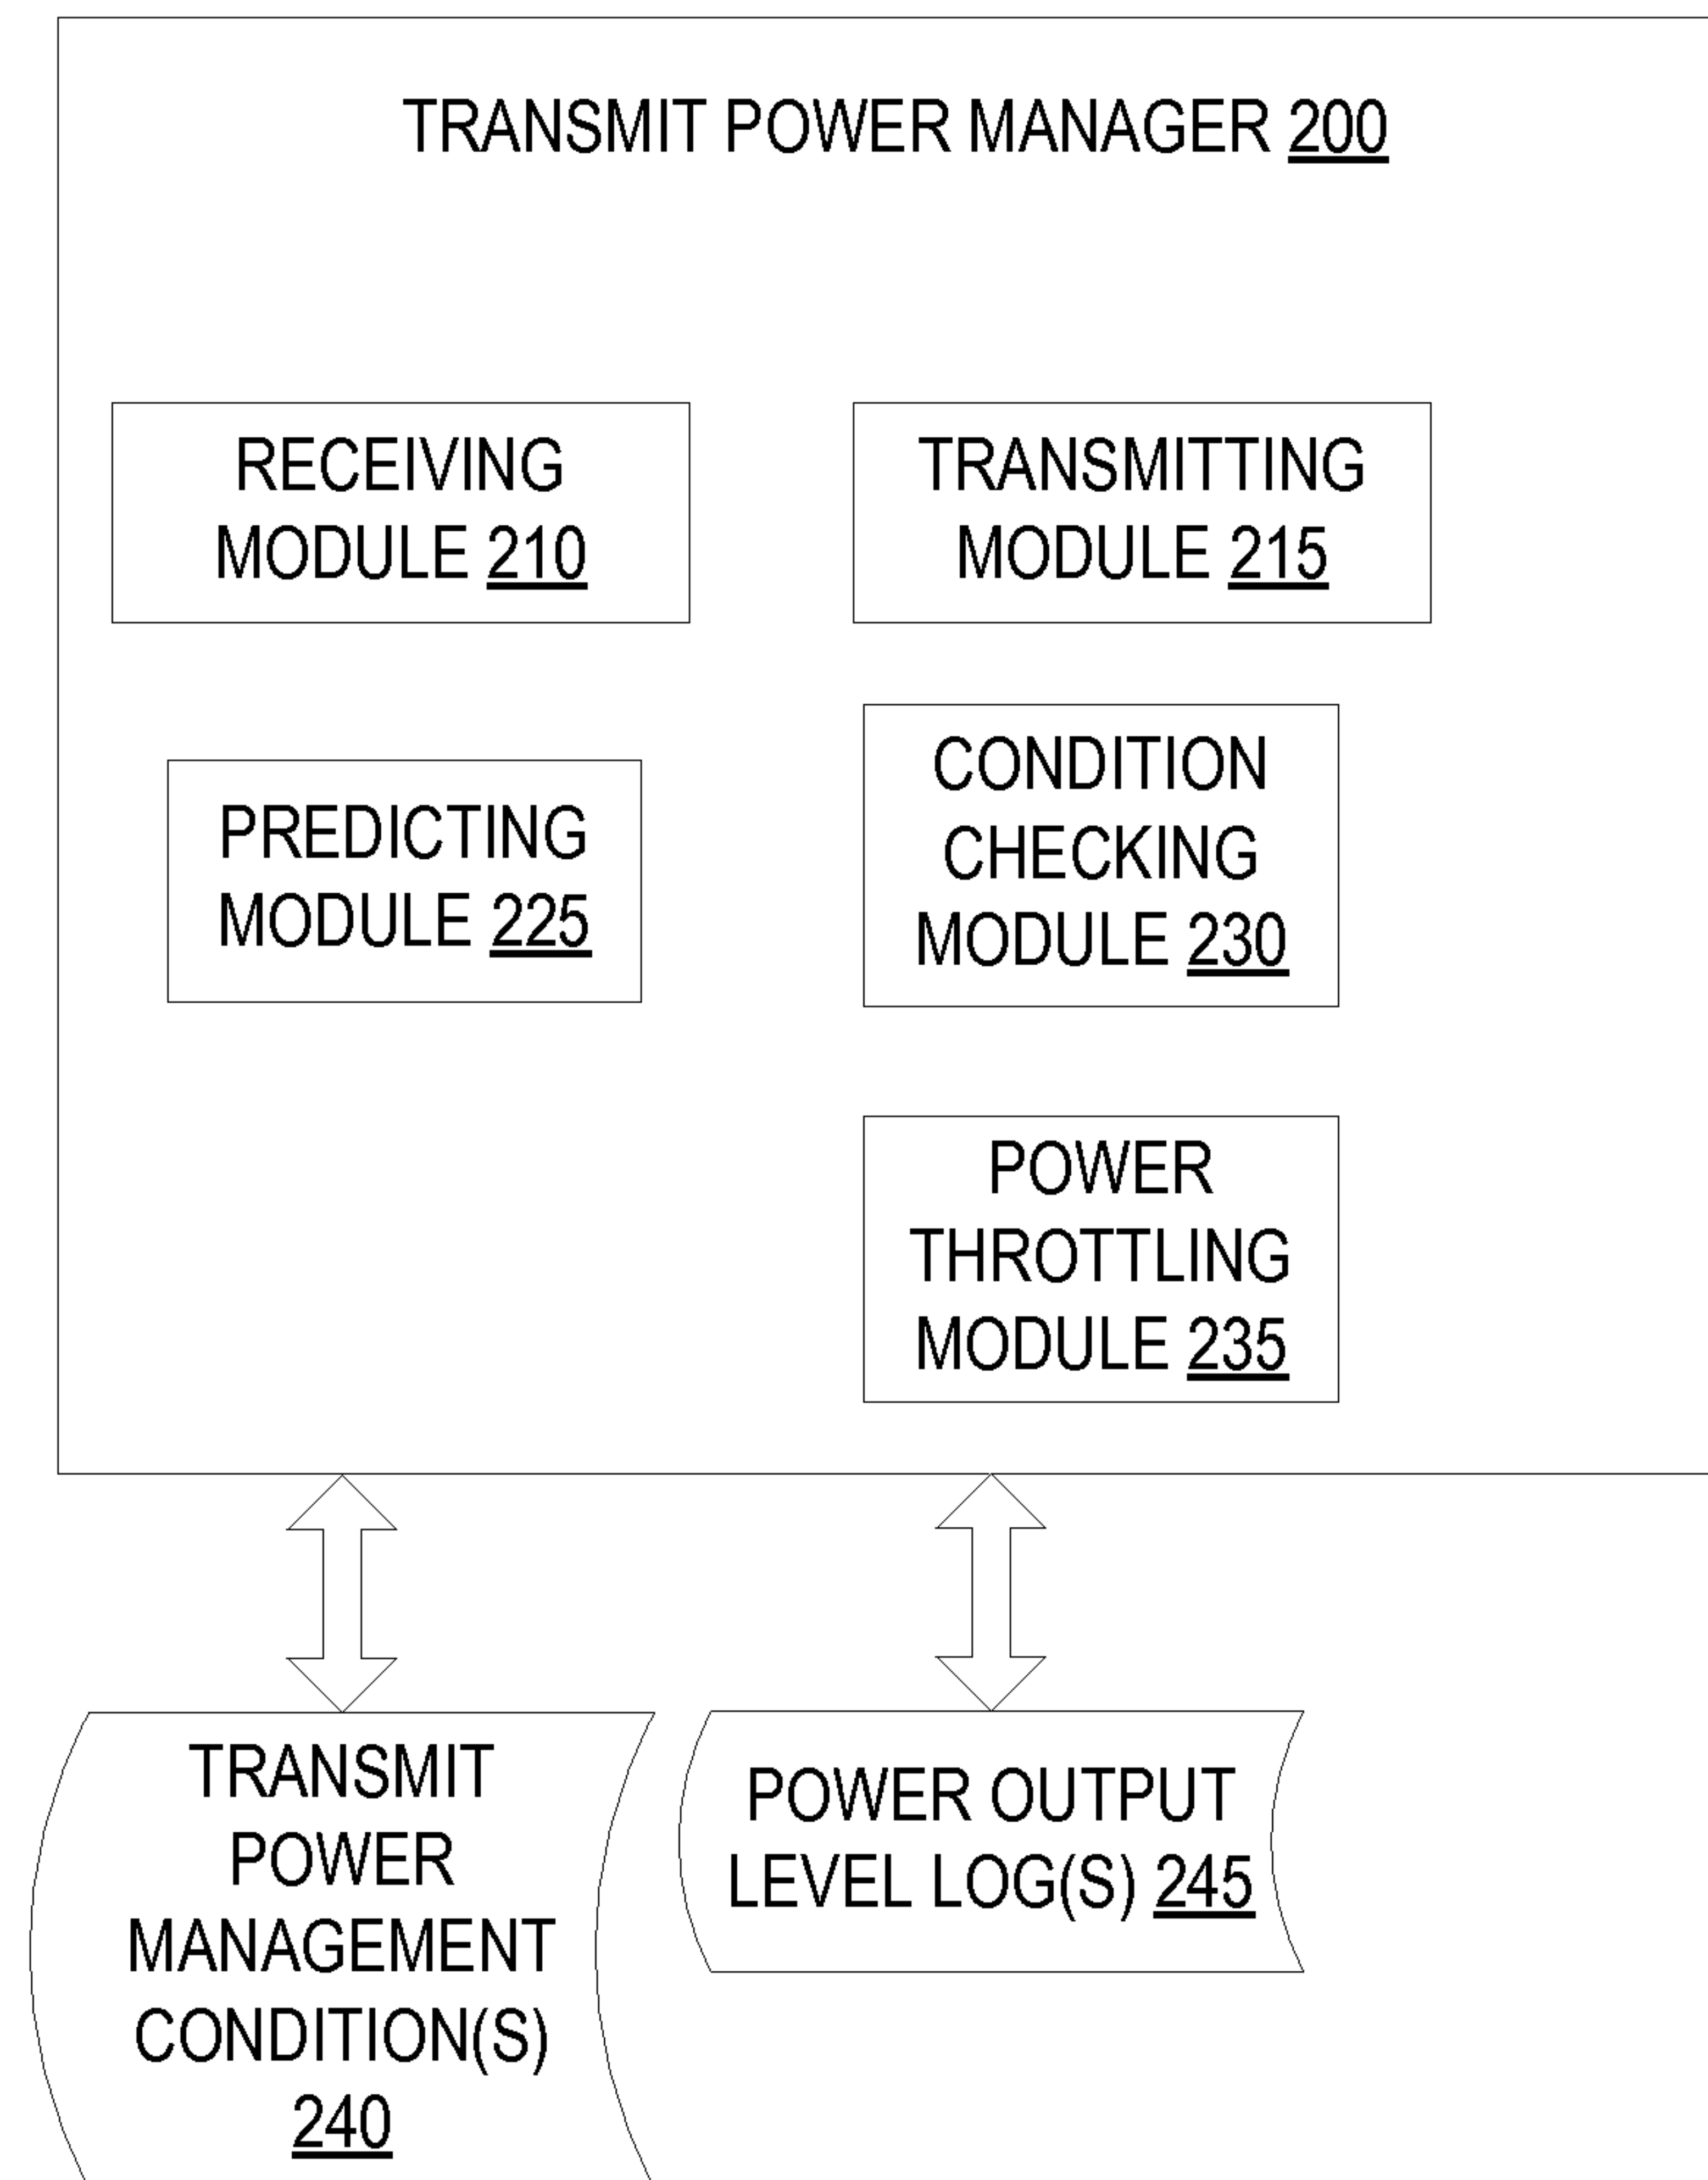 TRANSMIT POWER MANAGER 200
RECEIVING
MODULE 210
TRANSMITTING
MODULE 215
PREDICTING
MODULE 225
CONDITION
CHECKING
MODULE 230
POWER
THROTTLING
MODULE 235
TRANSMIT
POWER
MANAGEMENT
CONDITION(S)
240
POWER OUTPUT
LEVEL LOG(S) 245